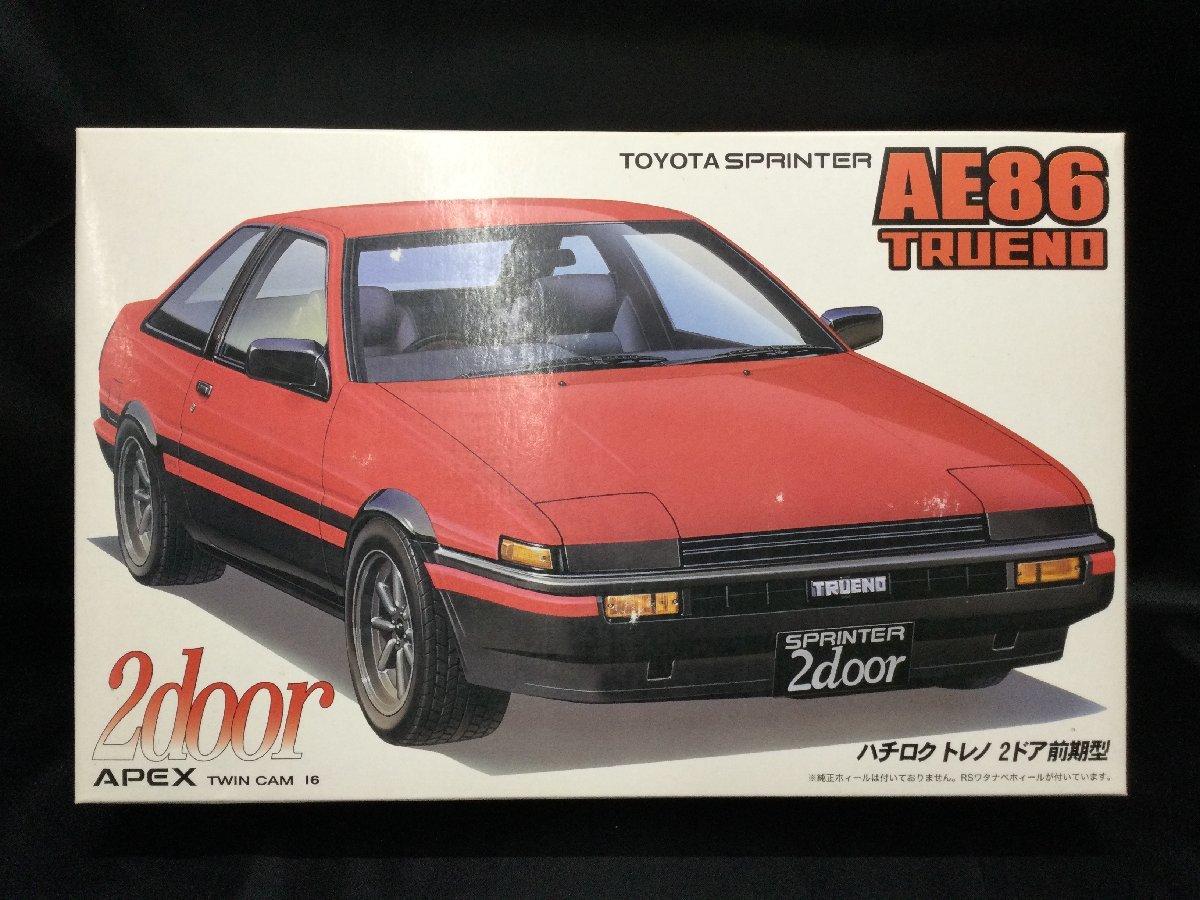 TOYOTA SPRINTER AE86
TRUENO
TRUENO
SPRINTER
2door
2door
APEX TWIN CAM 16
ハチロク トレノ 2ドア前期型
※純正ホィールは付いておりません。RSワタナベホィールが付いています。